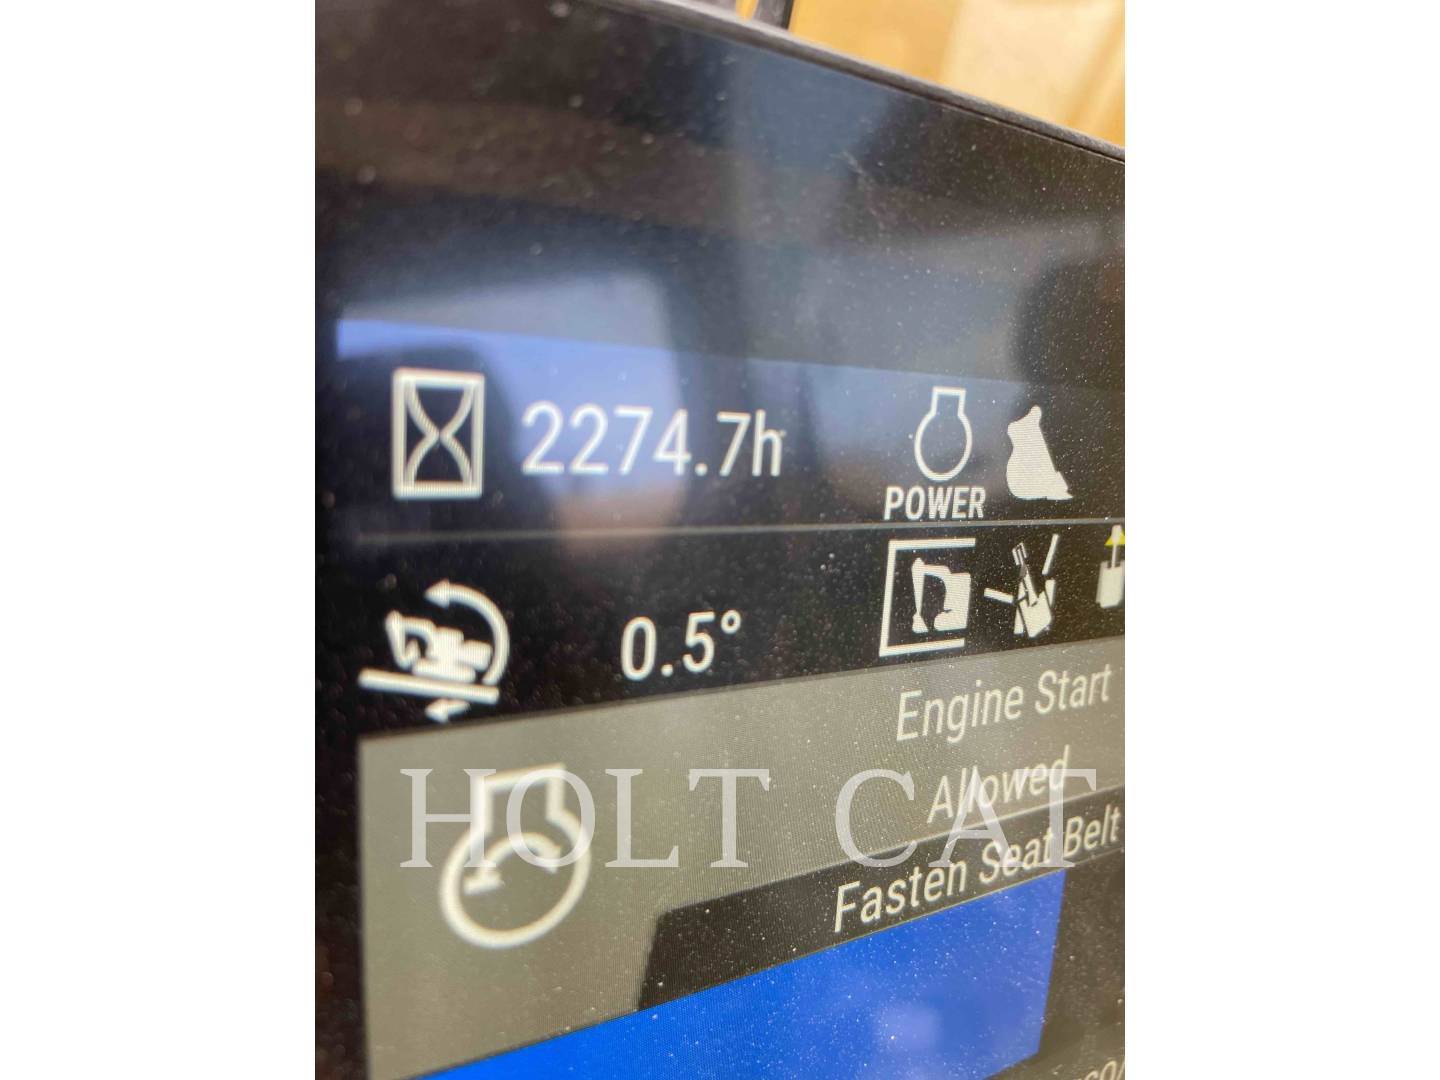 2274.7h
POWER
0.5°
Engine Start
Allowed
Fasten Seat Belt
HOLT CAT